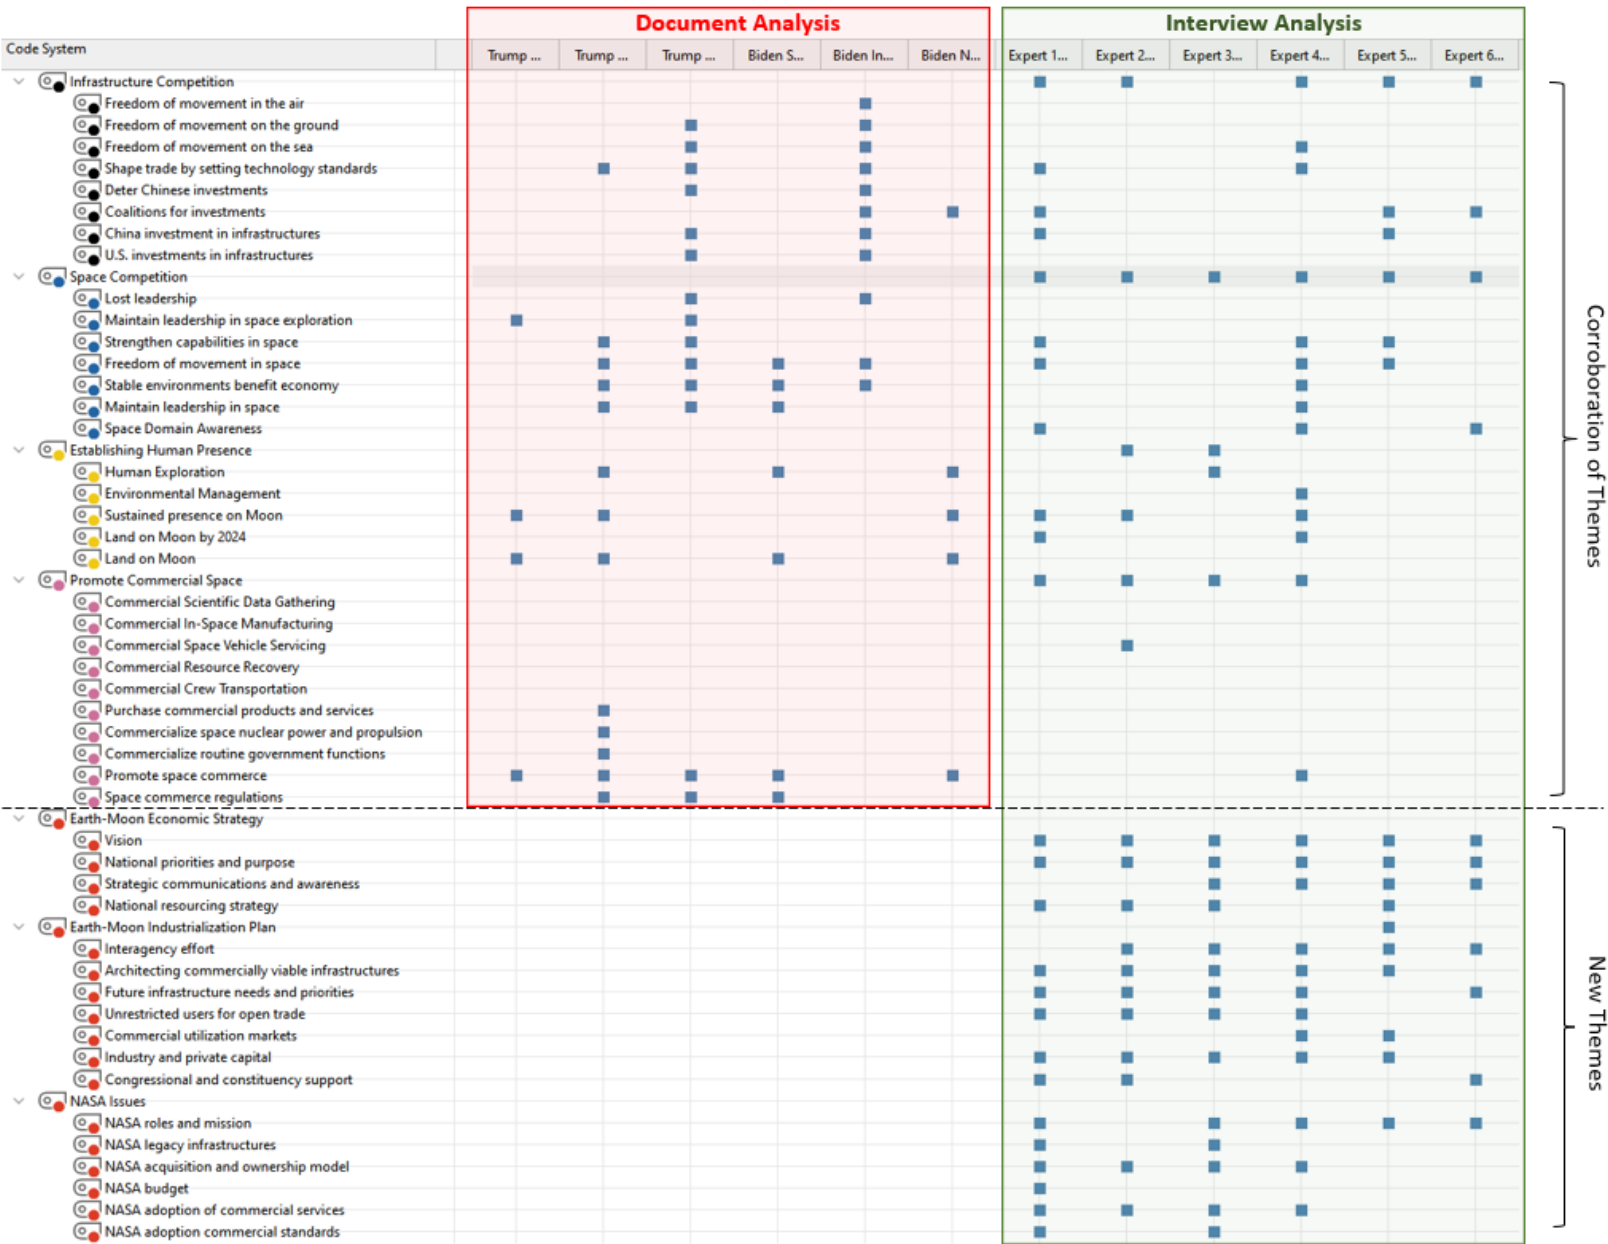 Document Analysis
Interview Analysis
Code System
Trump ...
Trump ...
Trump ...
Biden S...
Biden In...
Biden N...
Expert 1...
Expert 2...
Expert 3...
Expert 4...
Expert 5...
Expert 6...
Infrastructure Competition
Freedom of movement in the air
Freedom of movement on the ground
Freedom of movement on the sea
Shape trade by setting technology standards
Deter Chinese investments
Coalitions for investments
China investment in infrastructures
U.S. investments in infrastructures
Space Competition
Lost leadership
Maintain leadership in space exploration
Strengthen capabilities in space
Freedom of movement in space
Stable environments benefit economy
Maintain leadership in space
Space Domain Awareness
Establishing Human Presence
Human Exploration
Environmental Management
Sustained presence on Moon
Land on Moon by 2024
Land on Moon
Promote Commercial Space
Commercial Scientific Data Gathering
Commercial In-Space Manufacturing
Commercial Space Vehicle Servicing
Commercial Resource Recovery
Commercial Crew Transportation
Purchase commercial products and services
Commercialize space nuclear power and propulsion
Commercialize routine government functions
Promote space commerce
Space commerce regulations
Corroboration of Themes
Earth-Moon Economic Strategy
Vision
National priorities and purpose
Strategic communications and awareness
National resourcing strategy
Earth-Moon Industrialization Plan
Interagency effort
Architecting commercially viable infrastructures
Future infrastructure needs and priorities
Unrestricted users for open trade
Commercial utilization markets
Industry and private capital
Congressional and constituency support
NASA Issues
NASA roles and mission
NASA legacy infrastructures
NASA acquisition and ownership model
NASA budget
NASA adoption of commercial services
NASA adoption commercial standards
New Themes